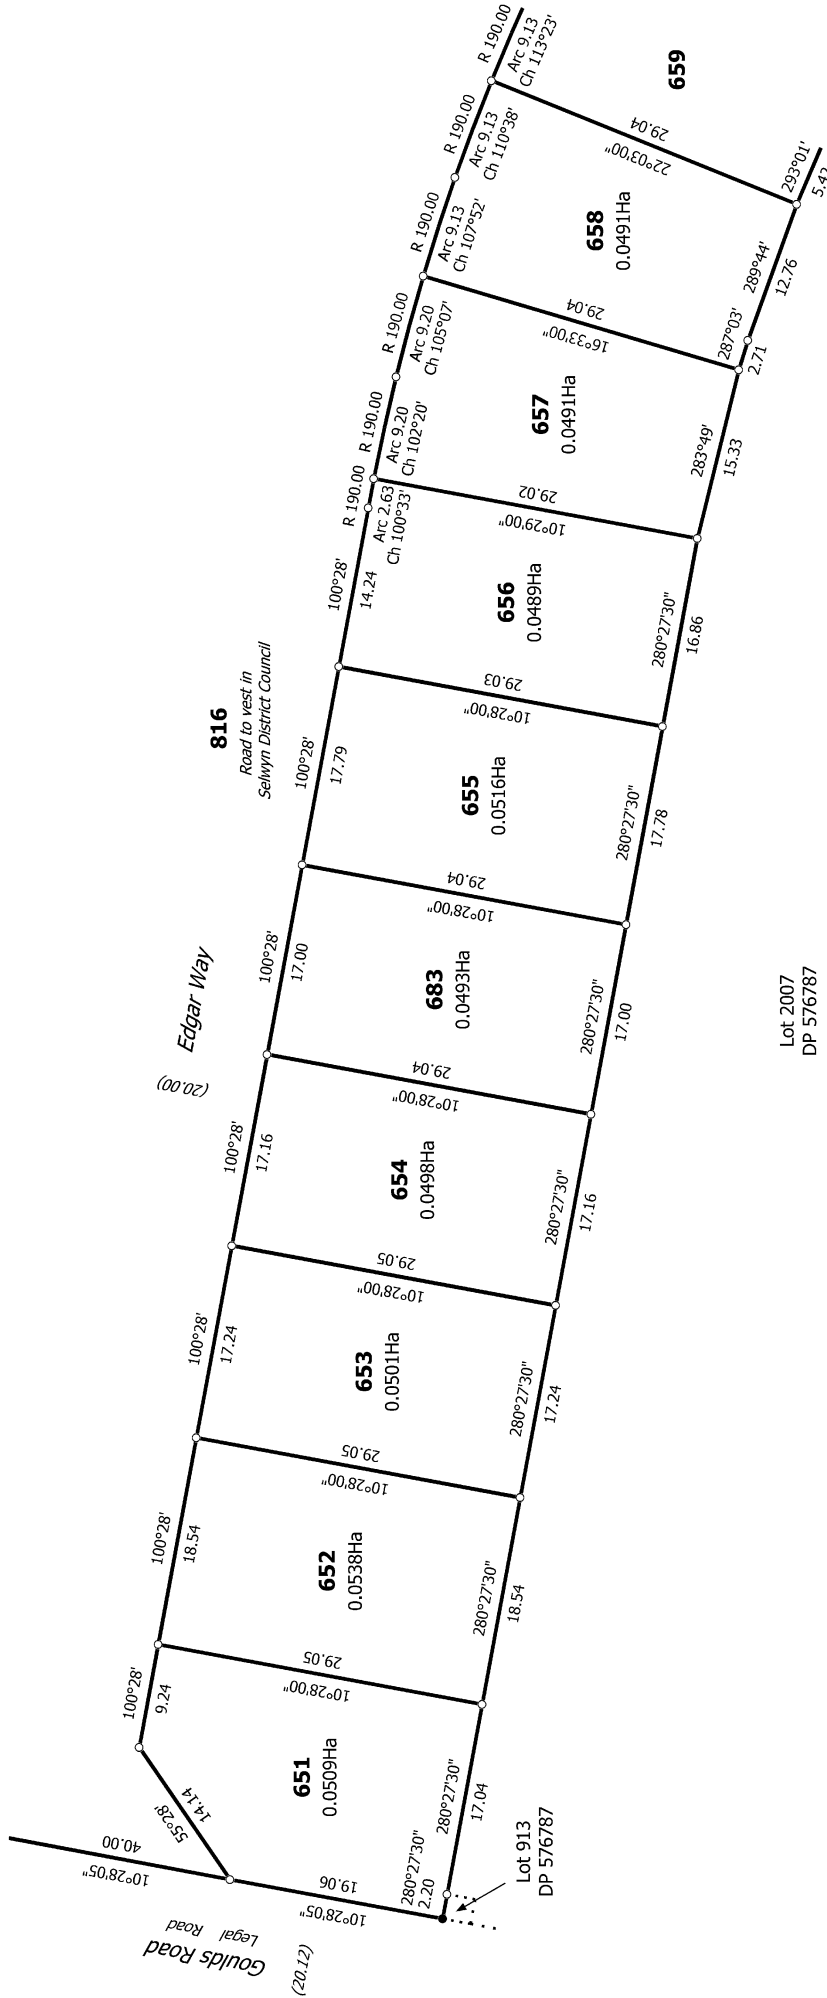 R 190.00
Arc 9.13
Ch 113°23'
659
R 190.00
Arc 9.13
Ch 110°38'
29.04
22°03'00"
293°01'
R 190.00
Arc 9.13
Ch 107°52'
658
0.0491Ha
289°44'
12.76
R 190.00
Arc 9.20
Ch 105°07'
29.04
16°33'00"
287°03'
2.71
R 190.00
Arc 9.20
Ch 102°20'
657
0.0491Ha
283°49'
15.33
R 190.00
Arc 2.63
Ch 100°33'
29.02
10°29'00"
100°28'
14.24
656
0.0489Ha
280°27'30"
16.86
816
Road to vest in
Selwyn District Council
29.03
10°28'00"
100°28'
17.79
655
0.0516Ha
280°27'30"
17.78
29.04
10°28'00"
Edgar Way
(20.00)
100°28'
17.00
683
0.0493Ha
280°27'30"
17.00
Lot 2007
DP 576787
29.04
10°28'00"
100°28'
17.16
654
0.0498Ha
280°27'30"
17.16
29.05
10°28'00"
100°28'
17.24
653
0.0501Ha
280°27'30"
17.24
29.05
10°28'00"
100°28'
18.54
652
0.0538Ha
280°27'30"
18.54
29.05
10°28'00"
100°28'
9.24
651
0.0509Ha
280°27'30"
17.04
55°28'
14.14
40.00
10°28'05"
19.06
10°28'05"
280°27'30"
2.20
Lot 913
DP 576787
Legal Road
Goulds Road
(20.12)